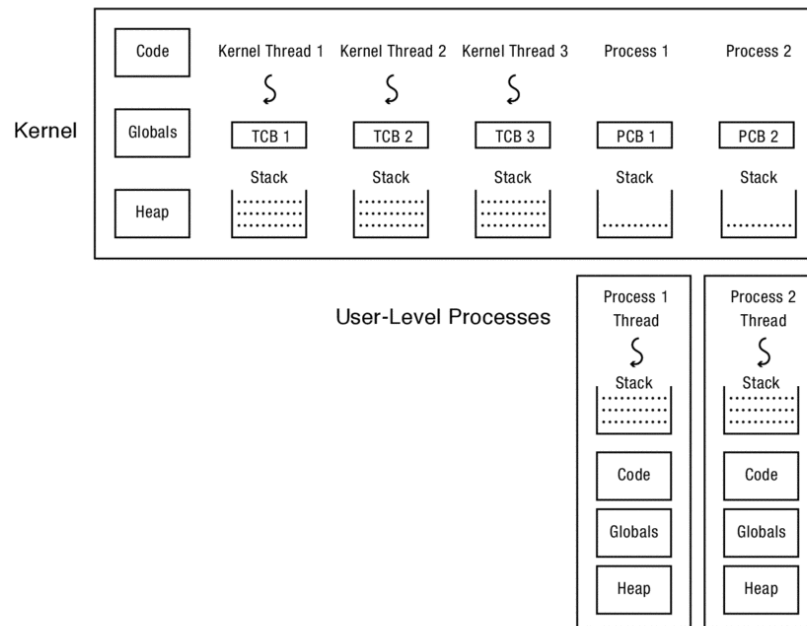 Code
Kernel Thread 1
Kernel Thread 2
Kernel Thread 3
Process 1
Process 2
Kernel
Globals
TCB 1
TCB 2
TCB 3
PCB 1
PCB 2
Stack
Stack
Stack
Stack
Stack
Heap
User-Level Processes
Process 1
Thread
Process 2
Thread
Stack
Stack
Code
Code
Globals
Globals
Heap
Heap